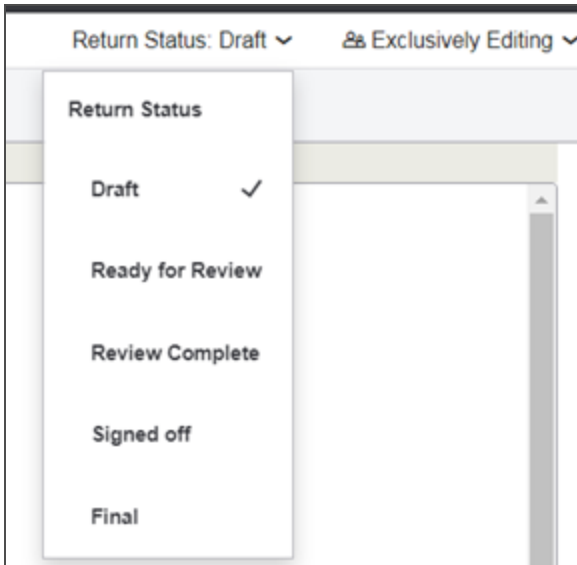 Return Status: Draft Exclusively Editing
Return Status
Draft
Ready for Review
Review Complete
Signed off
Final